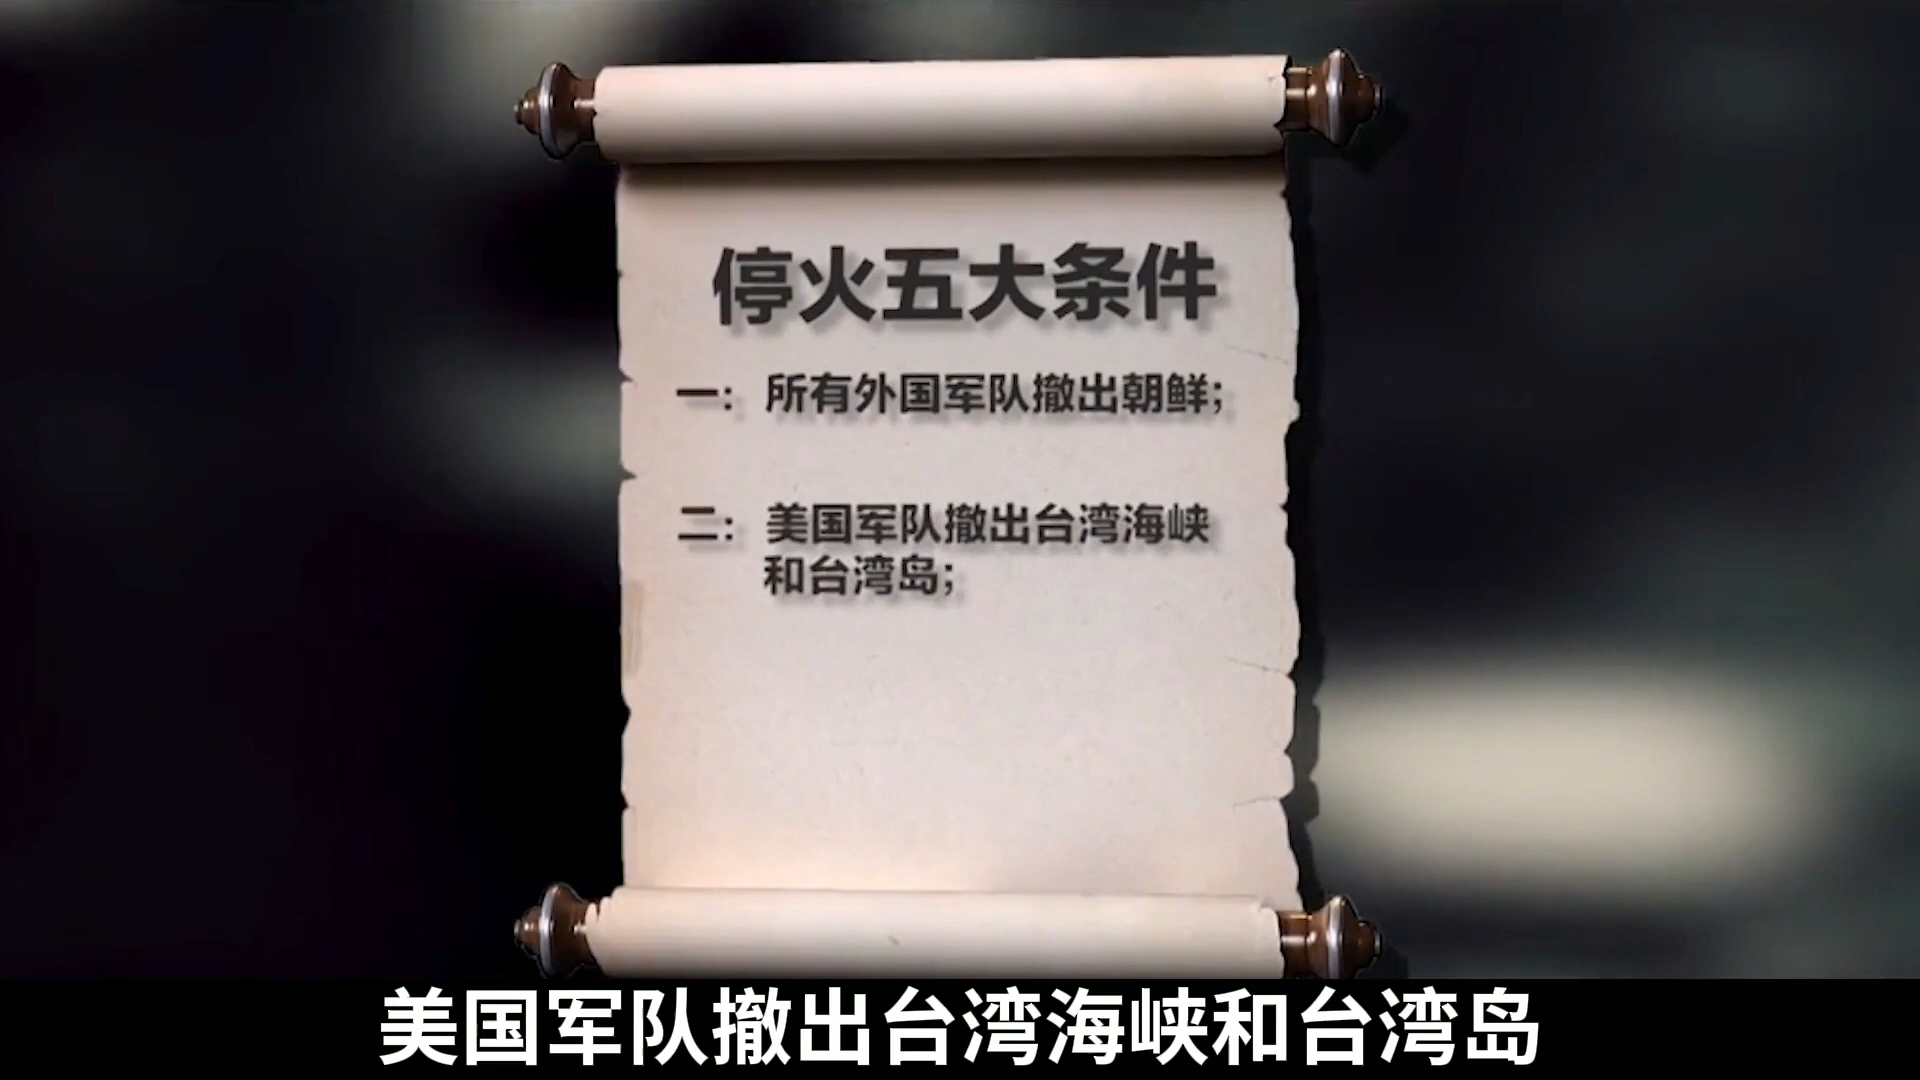 停火五大条件
一：所有外国军队撤出朝鲜；
二：美国军队撤出台湾海峡
和台湾岛；
美国军队撤出台湾海峡和台湾岛